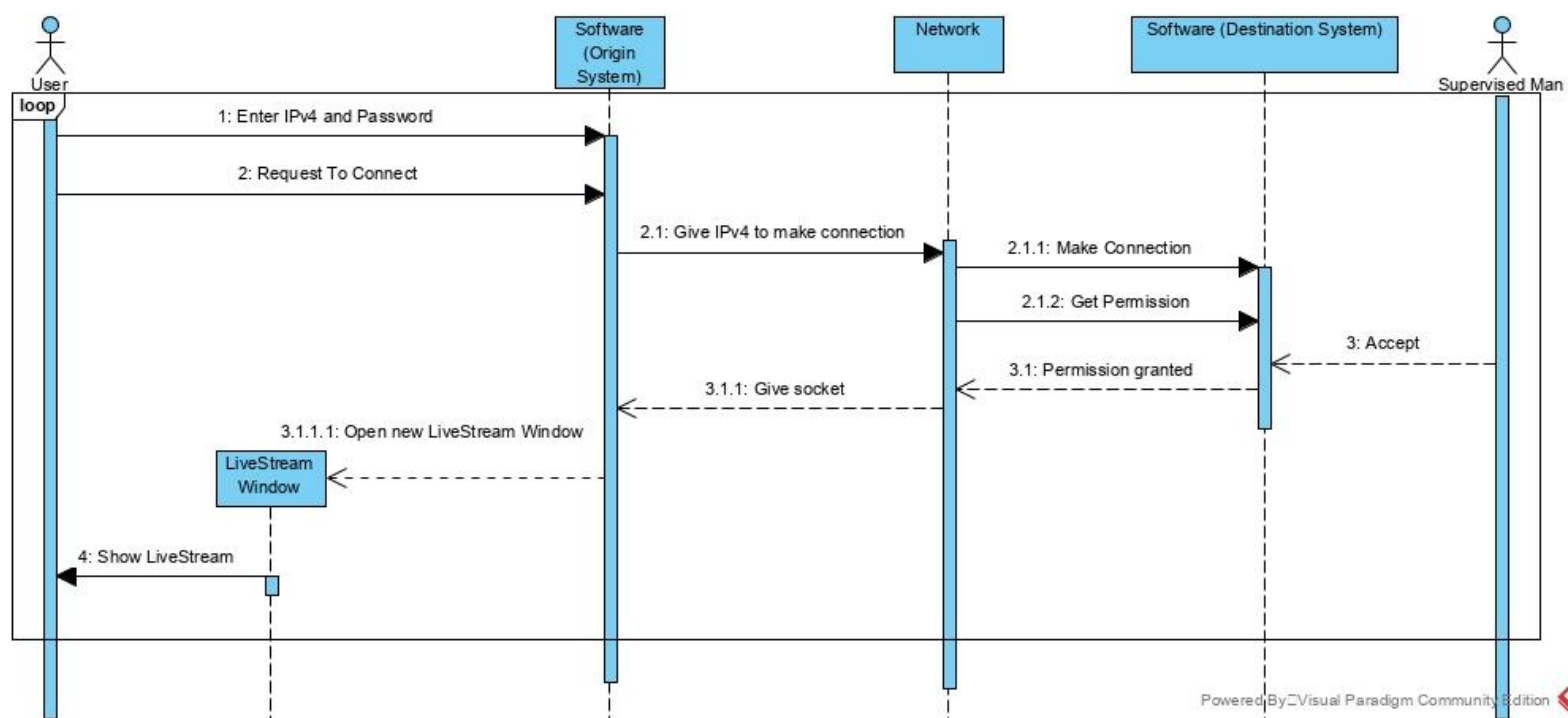 Software
(Origin
System)
Network
Software (Destination System)
User
Supervised Man
loop
1: Enter IPv4 and Password
2: Request To Connect
2.1: Give IPv4 to make connection
2.1.1: Make Connection
2.1.2: Get Permission
3: Accept
3.1: Permission granted
3.1.1: Give socket
3.1.1.1: Open new LiveStream Window
LiveStream
Window
4: Show LiveStream
Powered By Visual Paradigm Community Edition